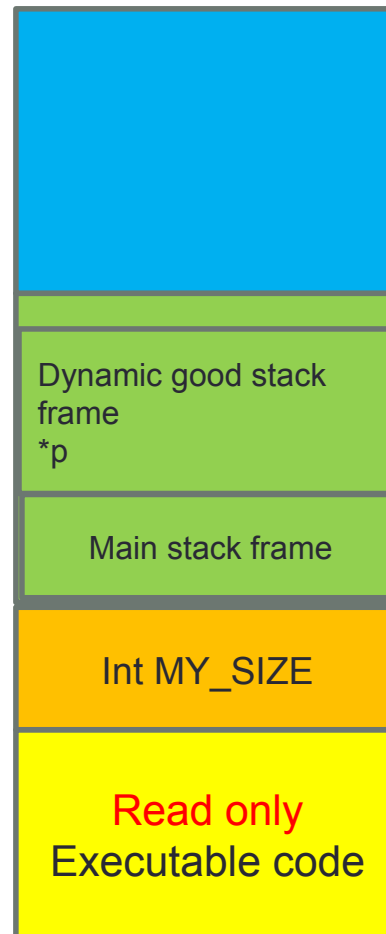 Dynamic good stack
frame
*p
Main stack frame
Int MY_SIZE
Read only
Executable code